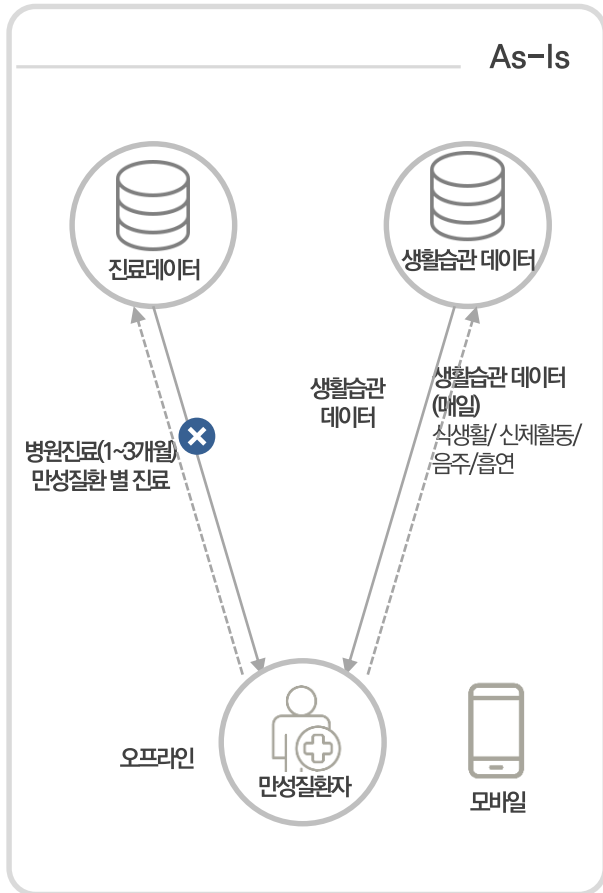 As-Is
진료데이터
생활습관 데이터
생활습관
데이터
생활습관 데이터
(매일)
식생활/ 신체활동/
음주/흡연
병원진료(1~3개월)
만성질환 별 진료
오프라인
만성질환자
모바일